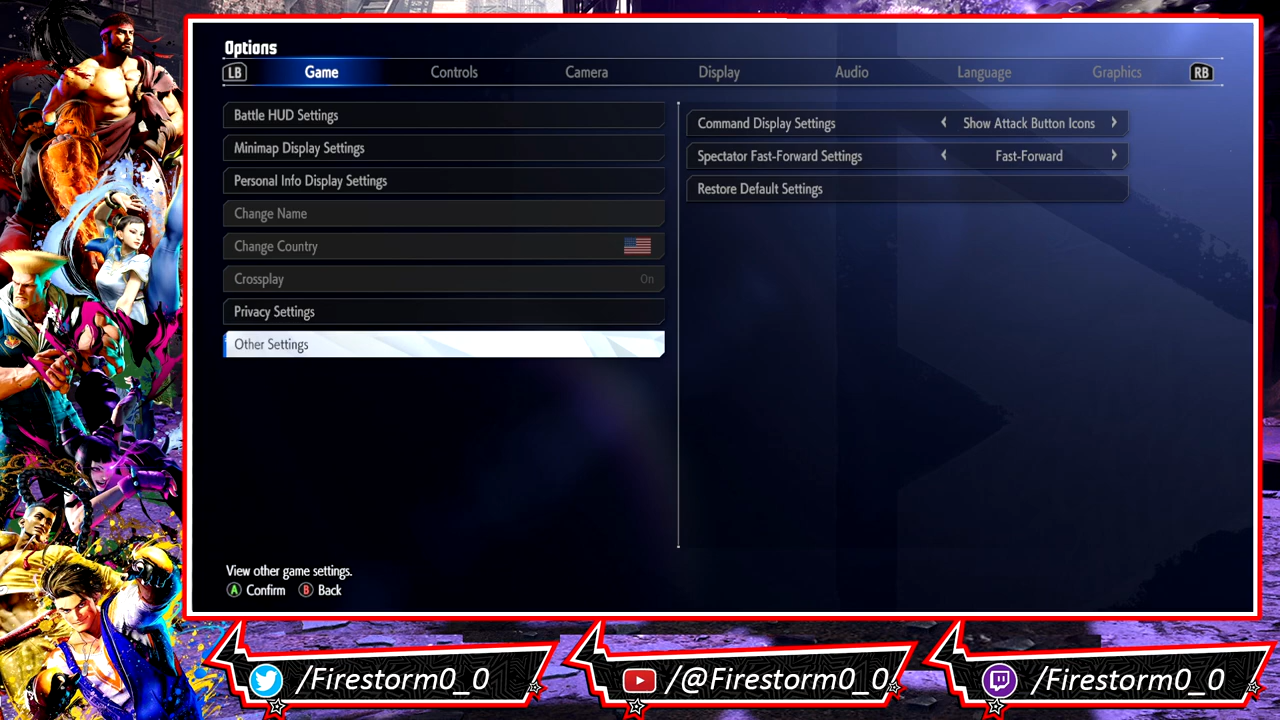 Options
LB Game Controls Camera Display Audio Language Graphics RB
Battle HUD Settings
Minimap Display Settings
Personal Info Display Settings
Change Name
Change Country
Crossplay On
Privacy Settings
Other Settings
Command Display Settings Show Attack Button Icons
Spectator Fast-Forward Settings Fast-Forward
Restore Default Settings
View other game settings.
A Confirm B Back
/Firestorm0_0 /@Firestorm0_0 /Firestorm0_0